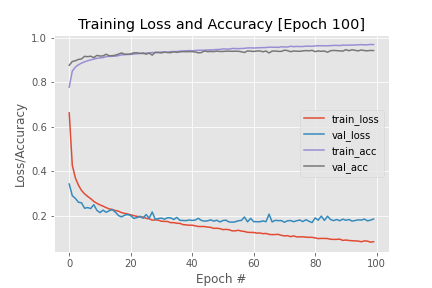 Training Loss and Accuracy [Epoch 100]
1.0
0.8
0.6
0.4
0.2
Loss/Accuracy
train_loss
val_loss
train_acc
val_acc
0 20 40 60 80 100
Epoch #